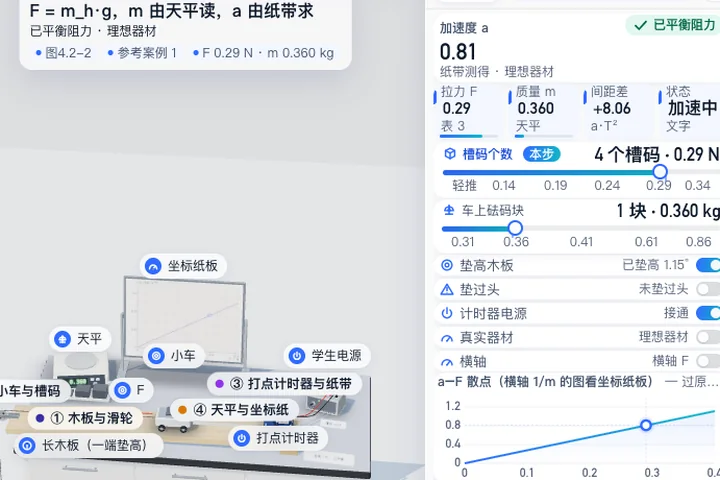 F = m_h·g，m 由天平读，a 由纸带求
已平衡阻力 · 理想器材
图4.2-2
参考案例 1
F 0.29 N · m 0.360 kg
坐标纸板
天平
小车
学生电源
小车与槽码
F
③ 打点计时器与纸带
① 木板与滑轮
④ 天平与坐标纸
长木板（一端垫高）
打点计时器
加速度 a
已平衡阻力
0.81
纸带测得 · 理想器材
拉力 F
质量 m
间距差
状态
0.29
0.360
+8.06
加速中
表 3
天平
a·T²
文字
槽码个数
本步
4 个槽码 · 0.29 N
轻推 0.14 0.19 0.24 0.29 0.34
车上砝码块
1 块 · 0.360 kg
0.31 0.36 0.41 0.61 0.86
垫高木板
已垫高 1.15°
垫过头
未垫过头
计时器电源
接通
真实器材
理想器材
横轴
横轴 F
a—F 散点（横轴 1/m 的图看坐标纸板）
— 过原…
1.2
0.8
0.4
0
0 0.1 0.2 0.3 0.4